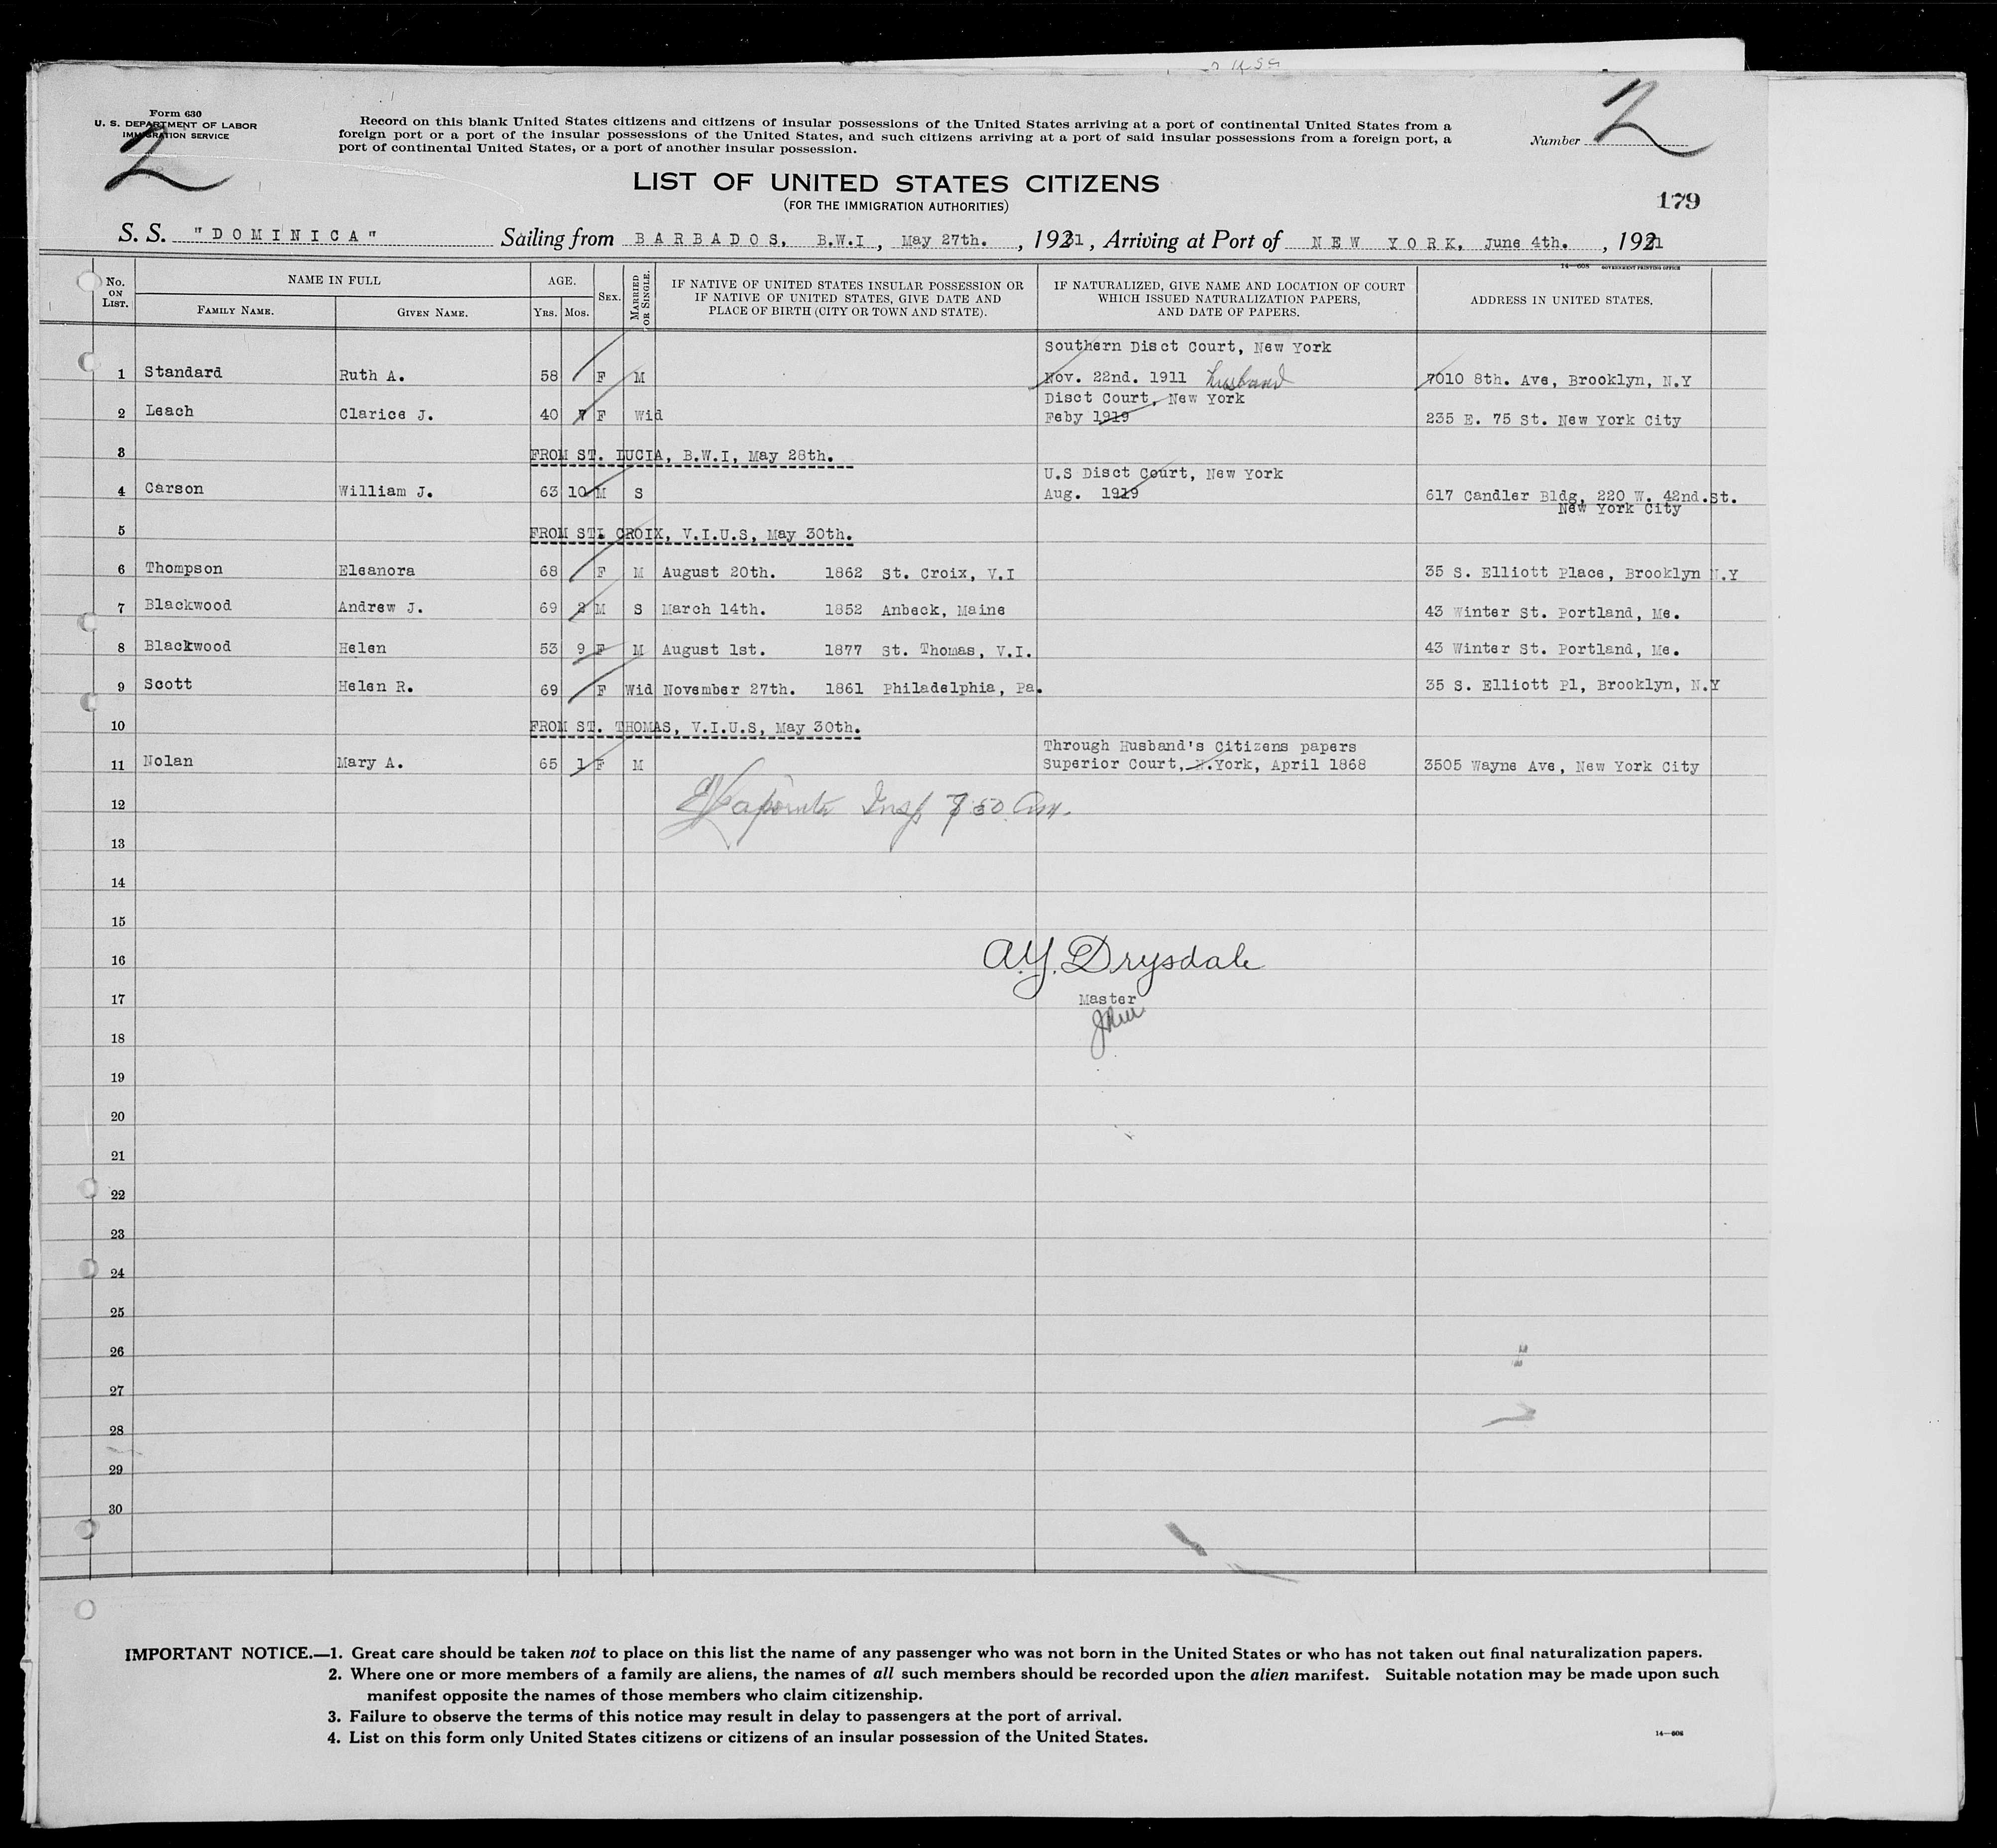 Form 630
U. S. DEPARTMENT OF LABOR
IMMIGRATION SERVICE
2
Record on this blank United States citizens and citizens of insular possessions of the United States arriving at a port of continental United States from a
foreign port or a port of the insular possessions of the United States, and such citizens arriving at a port of said insular possessions from a foreign port, a
port of continental United States, or a port of another insular possession.
Number 2
LIST OF UNITED STATES CITIZENS
(FOR THE IMMIGRATION AUTHORITIES)
179
S. S. "DOMINICA" Sailing from BARBADOS, B.W.I, May 27th. , 1931, Arriving at Port of NEW YORK, June 4th. , 1931
14—608 GOVERNMENT PRINTING OFFICE
No. ON LIST. NAME IN FULL AGE. SEX. MARRIED OR SINGLE. IF NATIVE OF UNITED STATES INSULAR POSSESSION OR IF NATIVE OF UNITED STATES, GIVE DATE AND PLACE OF BIRTH (CITY OR TOWN AND STATE). IF NATURALIZED, GIVE NAME AND LOCATION OF COURT WHICH ISSUED NATURALIZATION PAPERS, AND DATE OF PAPERS. ADDRESS IN UNITED STATES.
FAMILY NAME. GIVEN NAME. YRS. MOS.
Southern Disct Court, New York
1 Standard Ruth A. 58 F M Nov. 22nd. 1911 husband 7010 8th. Ave, Brooklyn, N.Y
Disct Court, New York
2 Leach Clarice J. 40 7 F Wid Feby 1919 235 E. 75 St. New York City
3 FROM ST. LUCIA, B.W.I, May 28th.
U.S Disct Court, New York
4 Carson William J. 63 10 M S Aug. 1919 617 Candler Bldg, 220 W. 42nd.St.
New York City
5 FROM ST. CROIX, V.I.U.S, May 30th.
6 Thompson Eleanora 68 F M August 20th. 1862 St. Croix, V.I 35 S. Elliott Place, Brooklyn N.Y
7 Blackwood Andrew J. 69 2 M S March 14th. 1852 Anbeck, Maine 43 Winter St. Portland, Me.
8 Blackwood Helen 53 9 F M August 1st. 1877 St. Thomas, V.I. 43 Winter St. Portland, Me.
9 Scott Helen R. 69 F Wid November 27th. 1861 Philadelphia, Pa. 35 S. Elliott Pl, Brooklyn, N.Y
10 FROM ST. THOMAS, V.I.U.S, May 30th.
Through Husband's Citizens papers
11 Nolan Mary A. 65 1 F M Superior Court, N.York, April 1868 3505 Wayne Ave, New York City
12 Insp
13
14
15
16 A.Y. Drysdale
17 Master
18
19
20
21
22
23
24
25
26
27
28
29
30
IMPORTANT NOTICE.—1. Great care should be taken not to place on this list the name of any passenger who was not born in the United States or who has not taken out final naturalization papers.
2. Where one or more members of a family are aliens, the names of all such members should be recorded upon the alien manifest. Suitable notation may be made upon such
manifest opposite the names of those members who claim citizenship.
3. Failure to observe the terms of this notice may result in delay to passengers at the port of arrival.
4. List on this form only United States citizens or citizens of an insular possession of the United States.
14—608